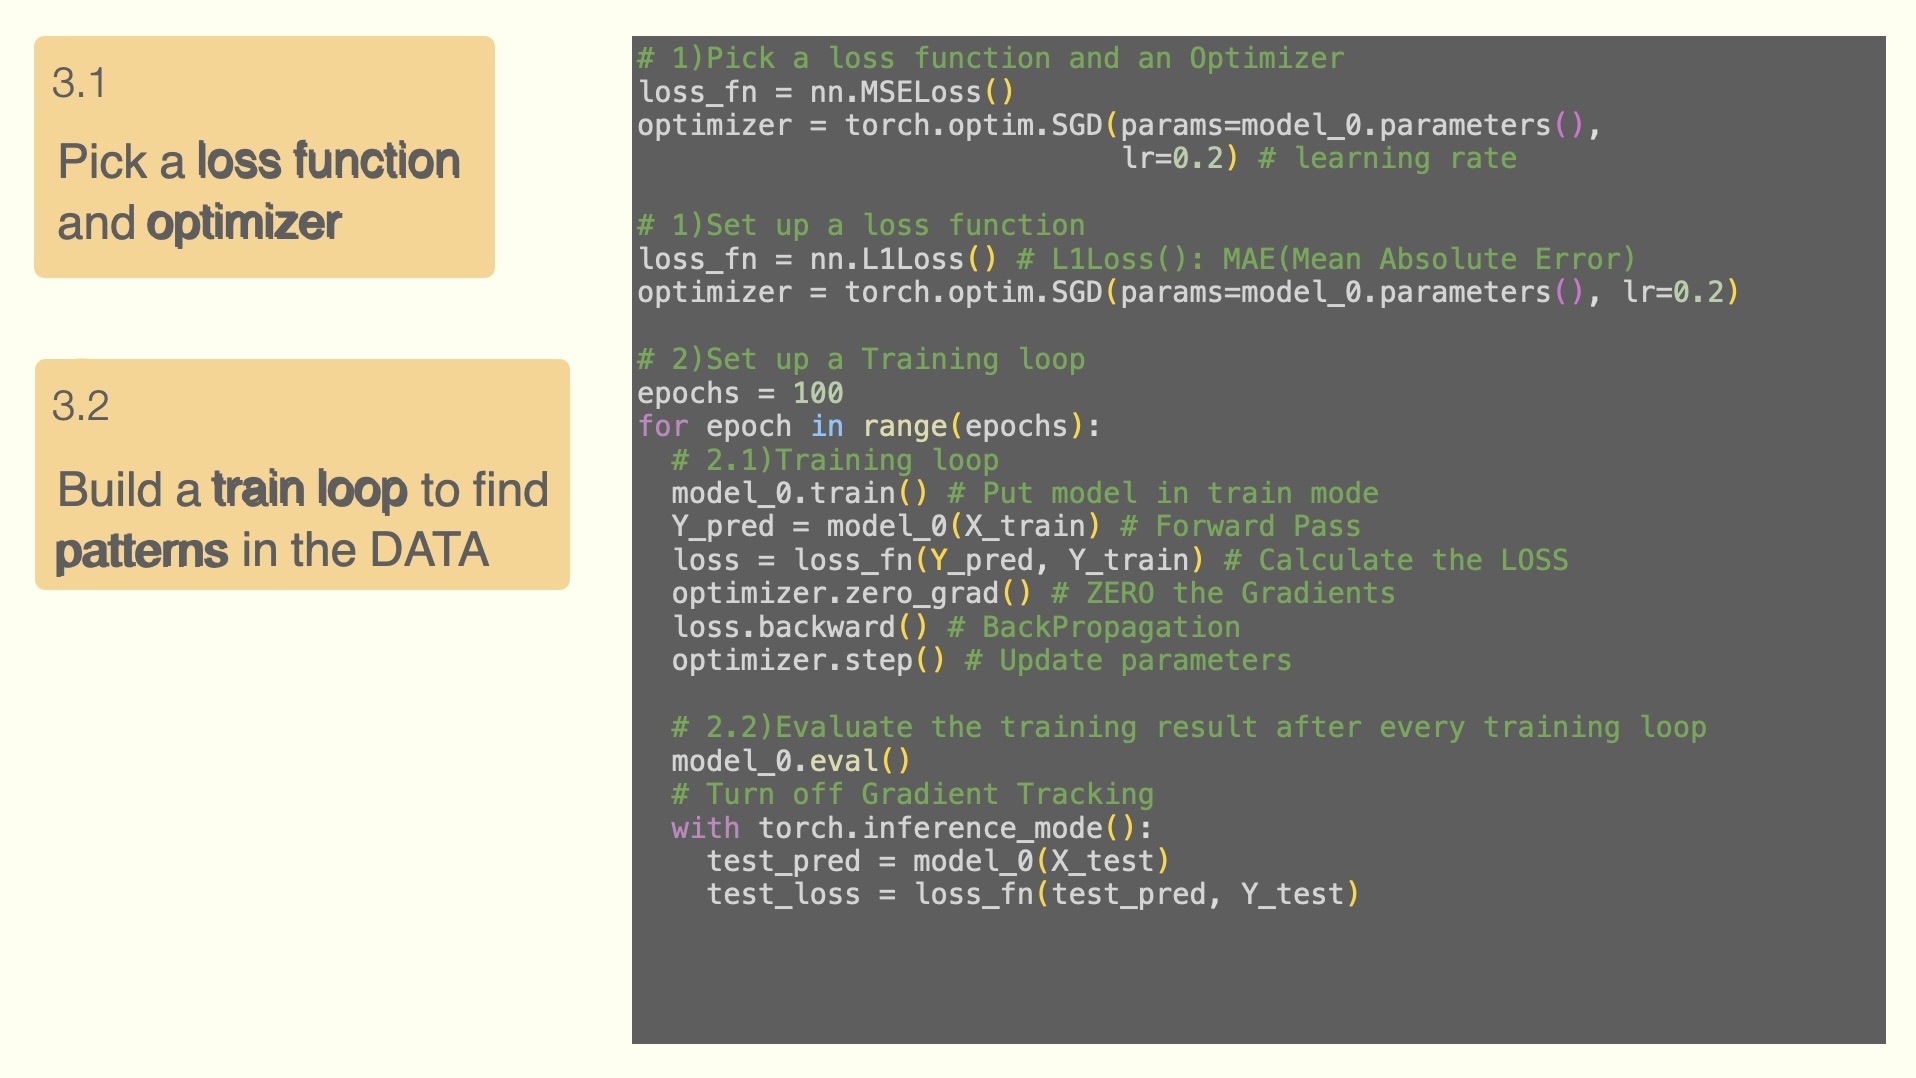 3.1
Pick a loss function
and optimizer
3.2
Build a train loop to find
patterns in the DATA
# 1)Pick a loss function and an Optimizer
loss_fn = nn.MSELoss()
optimizer = torch.optim.SGD(params=model_0.parameters(),
                            lr=0.2) # learning rate
# 1)Set up a loss function
loss_fn = nn.L1Loss() # L1Loss(): MAE(Mean Absolute Error)
optimizer = torch.optim.SGD(params=model_0.parameters(), lr=0.2)
# 2)Set up a Training loop
epochs = 100
for epoch in range(epochs):
  # 2.1)Training loop
  model_0.train() # Put model in train mode
  Y_pred = model_0(X_train) # Forward Pass
  loss = loss_fn(Y_pred, Y_train) # Calculate the LOSS
  optimizer.zero_grad() # ZERO the Gradients
  loss.backward() # BackPropagation
  optimizer.step() # Update parameters
  # 2.2)Evaluate the training result after every training loop
  model_0.eval()
  # Turn off Gradient Tracking
  with torch.inference_mode():
    test_pred = model_0(X_test)
    test_loss = loss_fn(test_pred, Y_test)